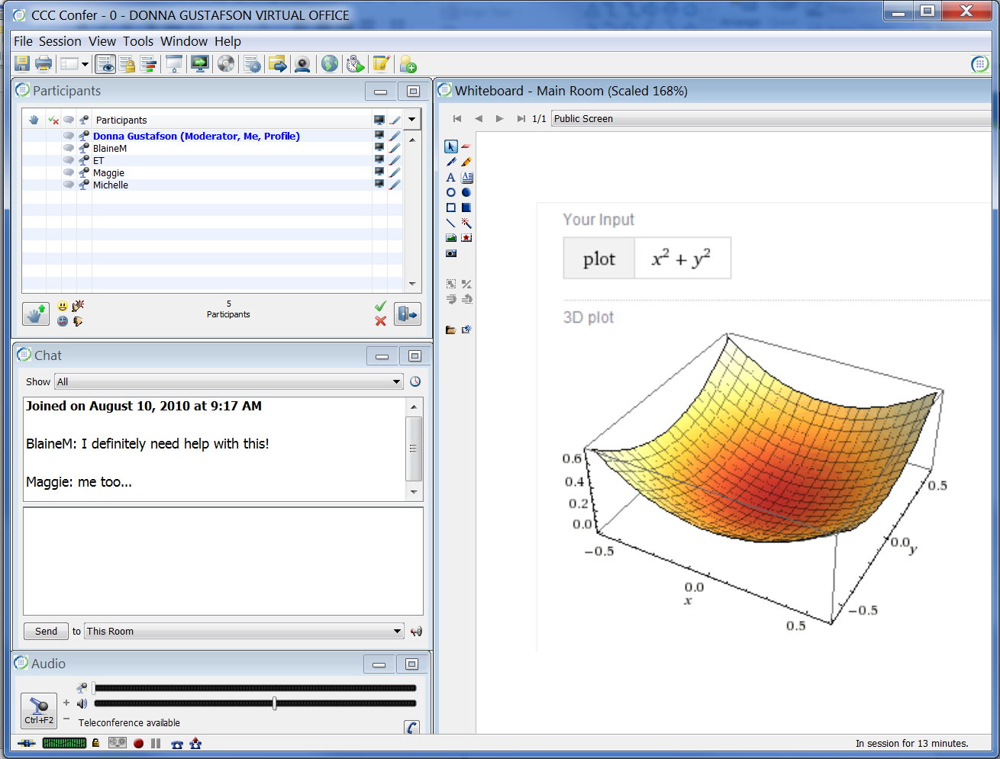 CCC Confer - 0 - DONNA GUSTAFSON VIRTUAL OFFICE
File Session View Tools Window Help
Participants
Participants
Donna Gustafson (Moderator, Me, Profile)
BlaineM
ET
Maggie
Michelle
5
Participants
Chat
Show All
Joined on August 10, 2010 at 9:17 AM
BlaineM: I definitely need help with this!
Maggie: me too...
Send to This Room
Audio
Ctrl+F2
Teleconference available
Whiteboard - Main Room (Scaled 168%)
1/1 Public Screen
A
A
Your Input
plot x² + y²
3D plot
0.6
0.4
0.2
0.0
-0.5
0.0
x
0.5
-0.5
0.0
y
0.5
In session for 13 minutes.